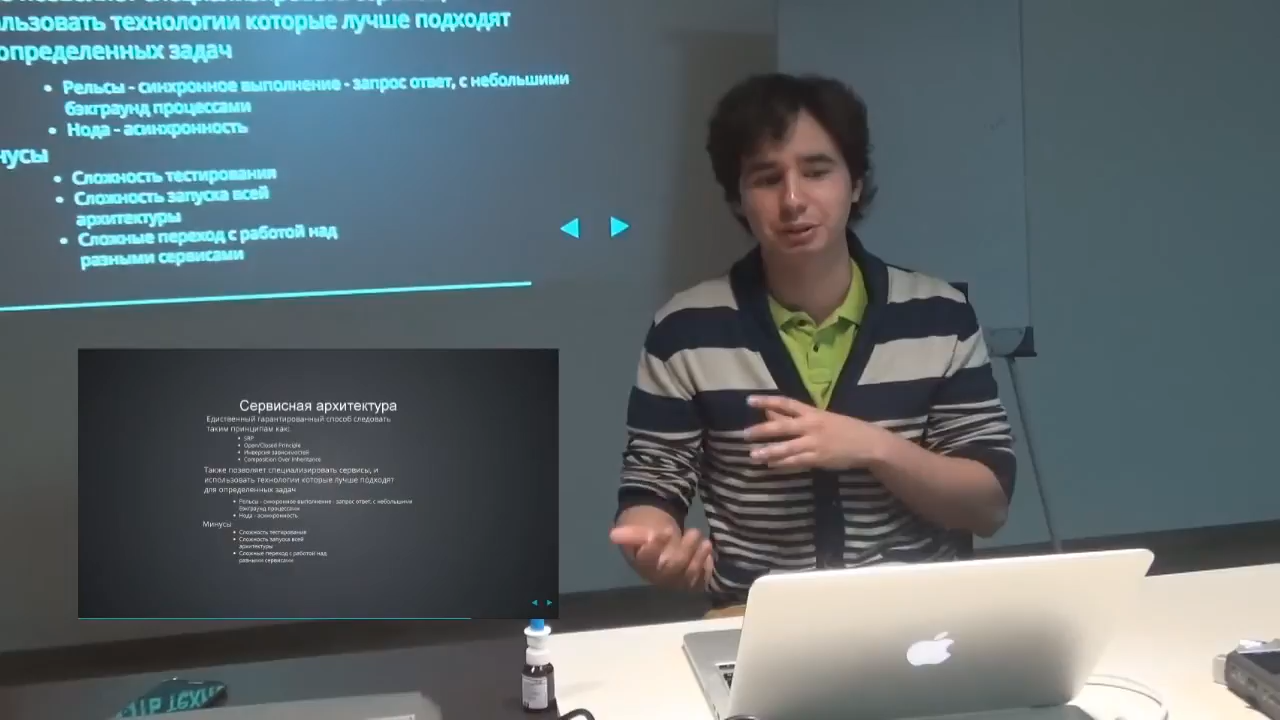 льзовать технологии которые лучше подходят
определенных задач
Рельсы - синхронное выполнение - запрос ответ, с небольшими
бэкграунд процессами
Нода - асинхронность
нусы
Сложность тестирования
Сложность запуска всей
архитектуры
Сложные переход с работой над
разными сервисами
Сервисная архитектура
Едиственный гарантированный способ следовать
таким принципам как:
SRP
Open/Closed Principle
Инверсия зависимостей
Composition Over Inheritance
Также позволяет специализировать сервисы, и
использовать технологии которые лучше подходят
для определенных задач
Рельсы - синхронное выполнение - запрос ответ, с небольшими
бэкграунд процессами
Нода - асинхронность
Минусы
Сложность тестирования
Сложность запуска всей
архитектуры
Сложные переход с работой над
разными сервисами